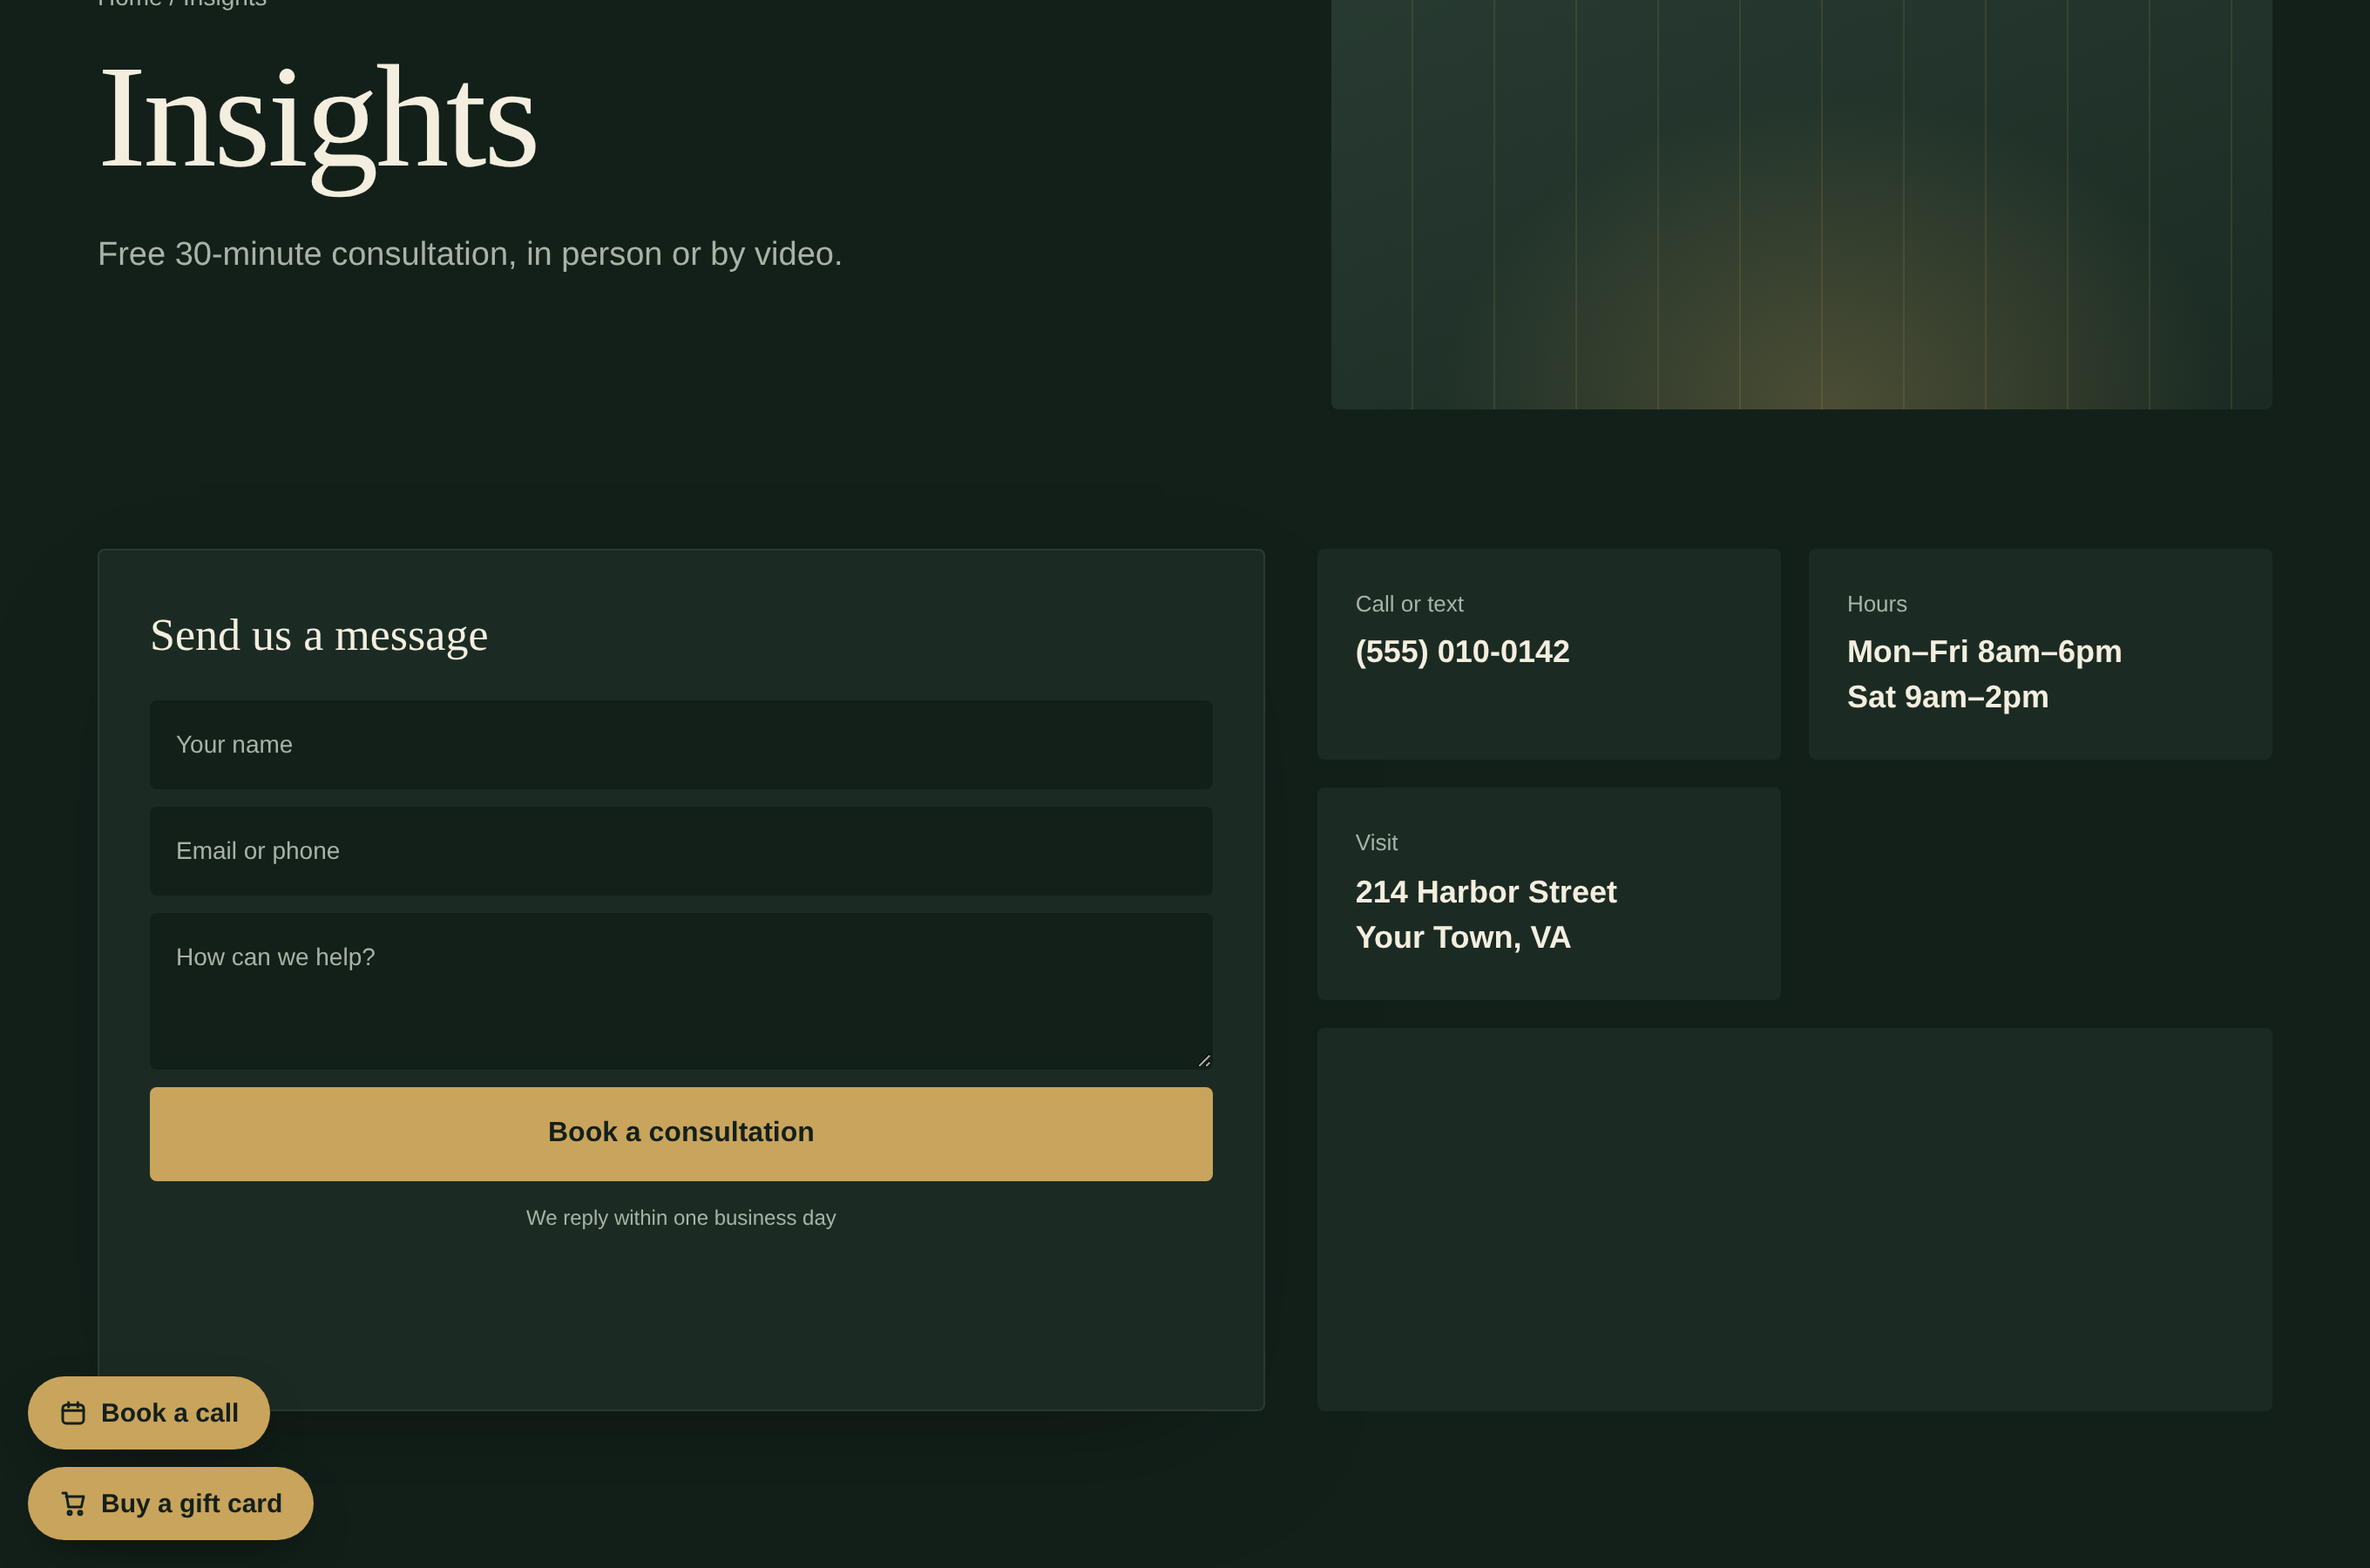 Home / Insights
Insights
Free 30-minute consultation, in person or by video.
Send us a message
Your name
Email or phone
How can we help?
Book a consultation
We reply within one business day
Call or text
(555) 010-0142
Hours
Mon–Fri 8am–6pm
Sat 9am–2pm
Visit
214 Harbor Street
Your Town, VA
Book a call
Buy a gift card